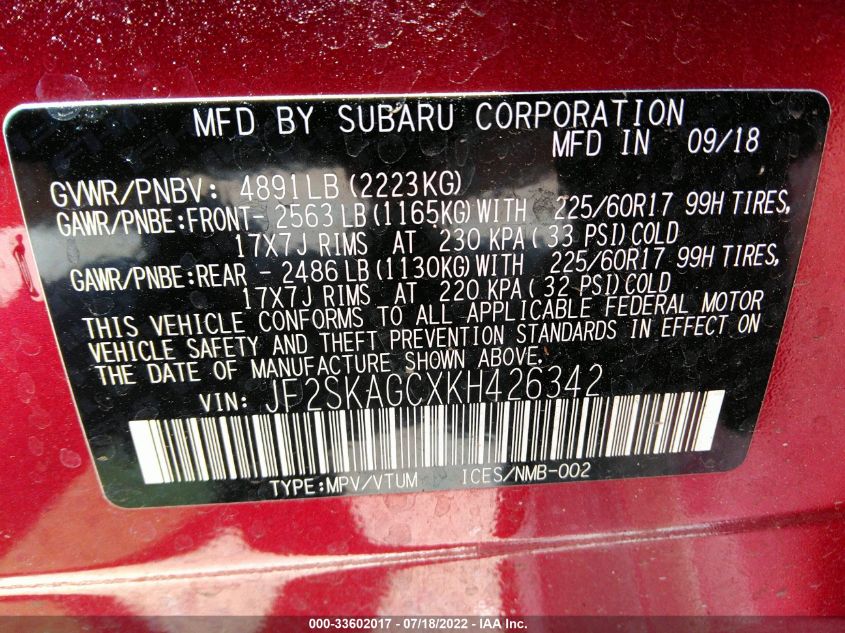 MFD BY SUBARU CORPORATION
MFD IN 09/18
GVWR/PNBV: 4891LB (2223KG)
GAWR/PNBE:FRONT- 2563 LB (1165KG) WITH 225/60R17 99H TIRES,
17X7J RIMS AT 230 KPA ( 33 PSI) COLD
GAWR/PNBE:REAR - 2486 LB (1130KG) WITH 225/60R17 99H TIRES,
17X7J RIMS AT 220 KPA ( 32 PSI) COLD
THIS VEHICLE CONFORMS TO ALL APPLICABLE FEDERAL MOTOR
VEHICLE SAFETY AND THEFT PREVENTION STANDARDS IN EFFECT ON
THE DATE OF MANUFACTURE SHOWN ABOVE.
VIN: JF2SKAGCXKH426342
TYPE:MPV/VTUM ICES/NMB-002
000-33602017 - 07/18/2022 - IAA Inc.